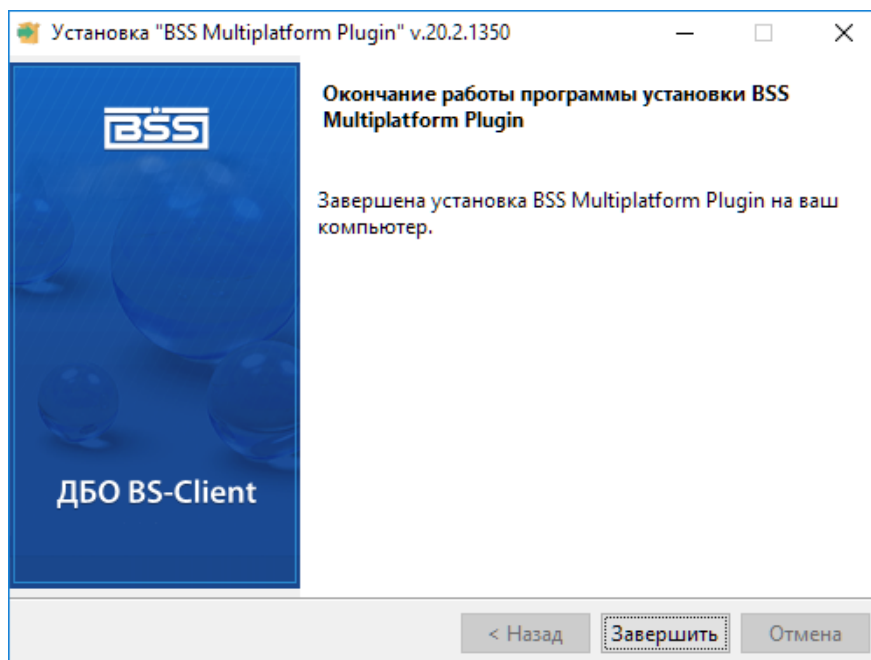 Установка "BSS Multiplatform Plugin" v.20.2.1350
BSS
ДБО BS-Client
Окончание работы программы установки BSS
Multiplatform Plugin
Завершена установка BSS Multiplatform Plugin на ваш
компьютер.
< Назад
Завершить
Отмена